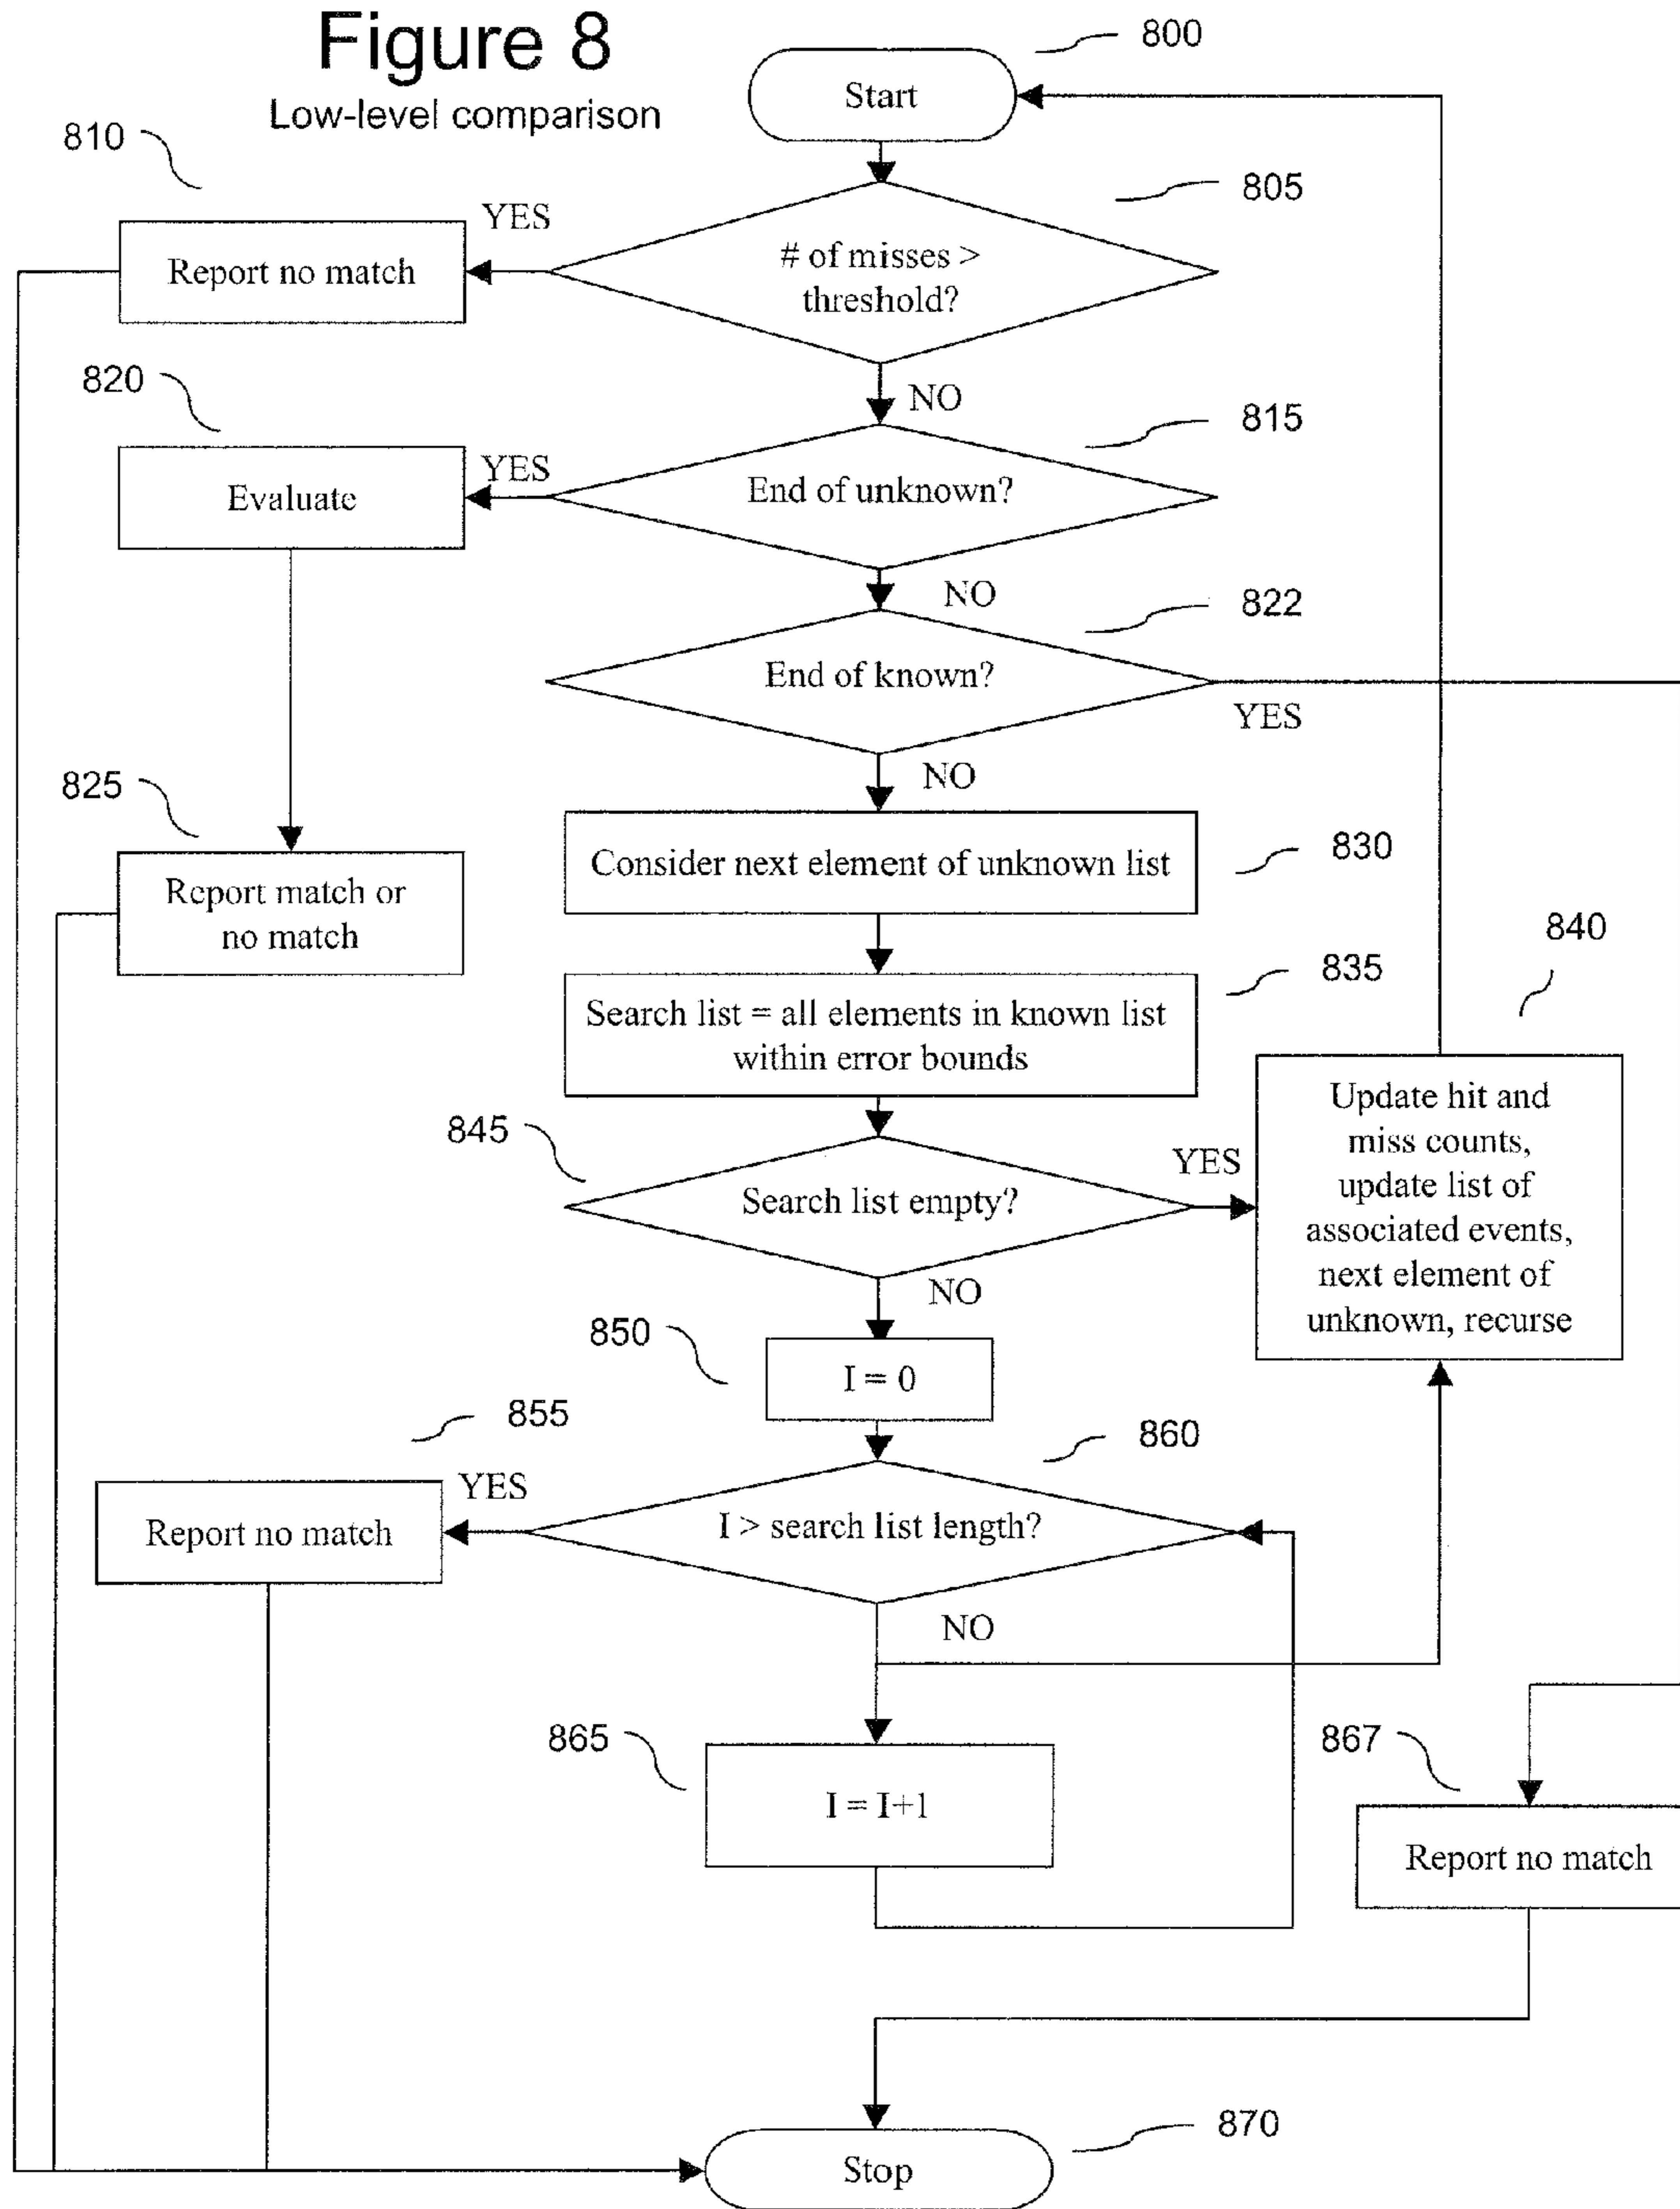 Figure 8
Low-level comparison
800
Start
810
805
YES
Report no match
# of misses >
threshold?
820
NO
815
YES
Evaluate
End of unknown?
NO
822
End of known?
YES
825
NO
Report match or
no match
Consider next element of unknown list
830
840
835
Search list = all elements in known list
within error bounds
845
YES
Search list empty?
Update hit and
miss counts,
update list of
associated events,
next element of
unknown, recurse
NO
850
I = 0
855
860
YES
Report no match
I > search list length?
NO
865
867
I = I+1
Report no match
870
Stop